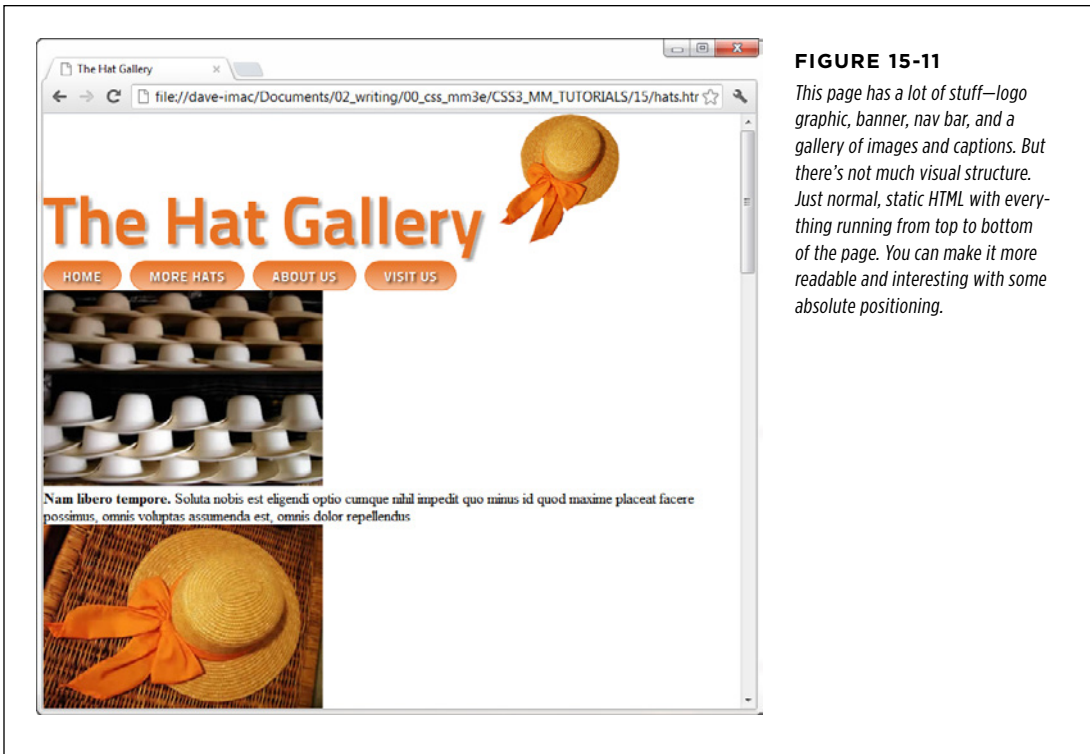 The Hat Gallery
file://dave-imac/Documents/02_writing/00_css_mm3e/CSS3_MM_TUTORIALS/15/hats.htr
The Hat Gallery
HOME
MORE HATS
ABOUT US
VISIT US
Nam libero tempore. Soluta nobis est eligendi optio cumque nihil impedit quo minus id quod maxime placeat facere
possimus, omnis voluptas assumenda est, omnis dolor repellendus
FIGURE 15-11
This page has a lot of stuff—logo
graphic, banner, nav bar, and a
gallery of images and captions. But
there's not much visual structure.
Just normal, static HTML with every-
thing running from top to bottom
of the page. You can make it more
readable and interesting with some
absolute positioning.